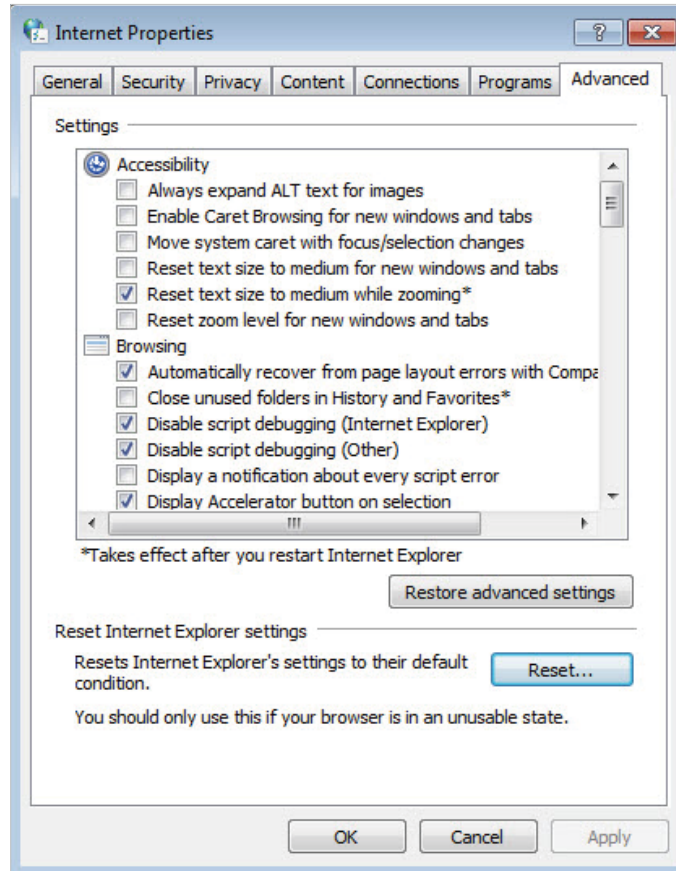 Internet Properties
General Security Privacy Content Connections Programs Advanced
Settings
Accessibility
Always expand ALT text for images
Enable Caret Browsing for new windows and tabs
Move system caret with focus/selection changes
Reset text size to medium for new windows and tabs
Reset text size to medium while zooming*
Reset zoom level for new windows and tabs
Browsing
Automatically recover from page layout errors with Compa
Close unused folders in History and Favorites*
Disable script debugging (Internet Explorer)
Disable script debugging (Other)
Display a notification about every script error
Display Accelerator button on selection
*Takes effect after you restart Internet Explorer
Restore advanced settings
Reset Internet Explorer settings
Resets Internet Explorer's settings to their default
condition.
Reset...
You should only use this if your browser is in an unusable state.
OK Cancel Apply